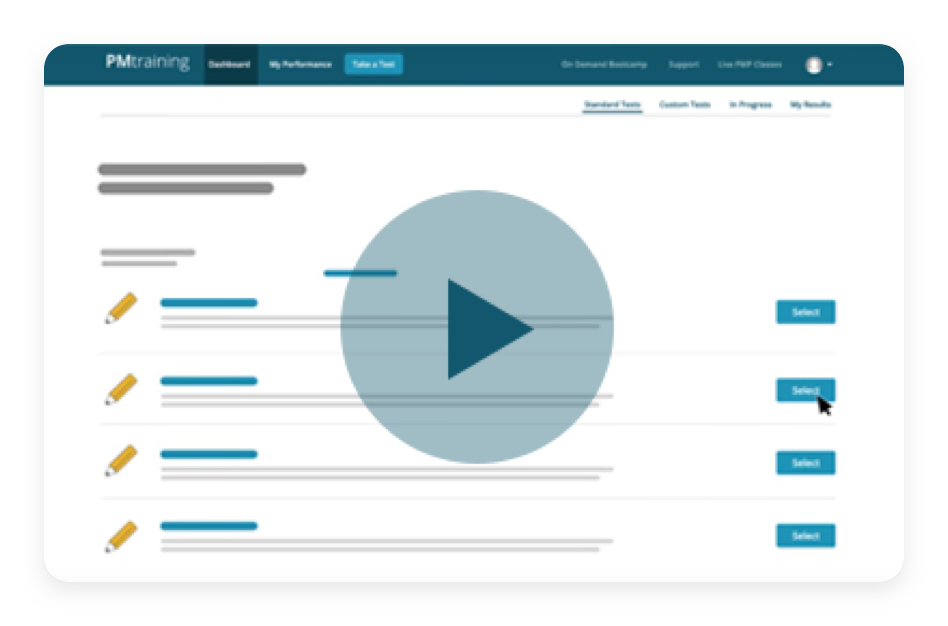 PMtraining Dashboard My Performance Take a Test On Demand Bootcamp Support Live PMP Classes
Standard Tests Custom Tests In Progress My Results
Select
Select
Select
Select